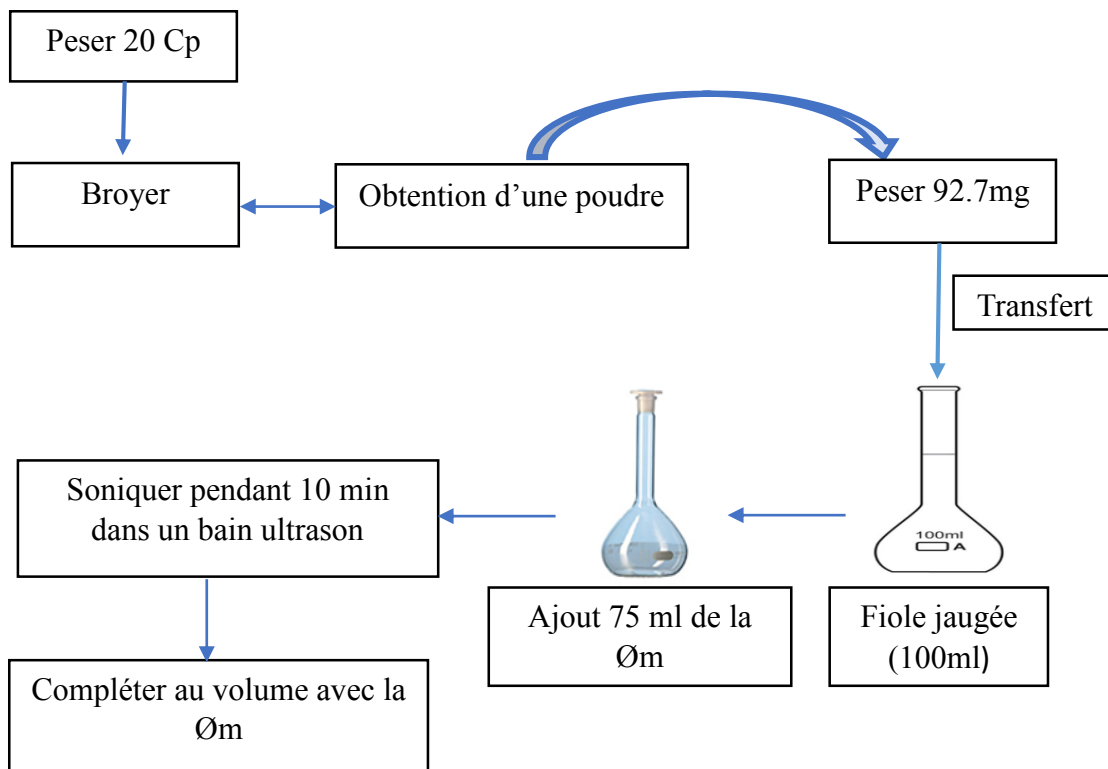 Peser 20 Cp
Broyer
Obtention d’une poudre
Peser 92.7mg
Transfert
100ml
A
Fiole jaugée
(100ml)
Ajout 75 ml de la
Øm
Soniquer pendant 10 min
dans un bain ultrason
Compléter au volume avec la
Øm